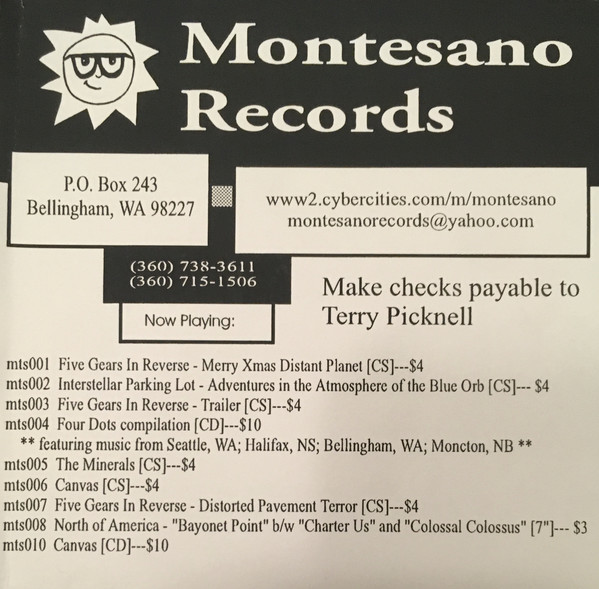 Montesano
Records
P.O. Box 243
Bellingham, WA 98227
www2.cybercities.com/m/montesano
montesanorecords@yahoo.com
(360) 738-3611
(360) 715-1506
Make checks payable to
Terry Picknell
Now Playing:
mts001 Five Gears In Reverse - Merry Xmas Distant Planet [CS]---$4
mts002 Interstellar Parking Lot - Adventures in the Atmosphere of the Blue Orb [CS]--- $4
mts003 Five Gears In Reverse - Trailer [CS]---$4
mts004 Four Dots compilation [CD]---$10
** featuring music from Seattle, WA; Halifax, NS; Bellingham, WA; Moncton, NB **
mts005 The Minerals [CS]---$4
mts006 Canvas [CS]---$4
mts007 Five Gears In Reverse - Distorted Pavement Terror [CS]---$4
mts008 North of America - "Bayonet Point" b/w "Charter Us" and "Colossal Colossus" [7"]--- $3
mts010 Canvas [CD]---$10